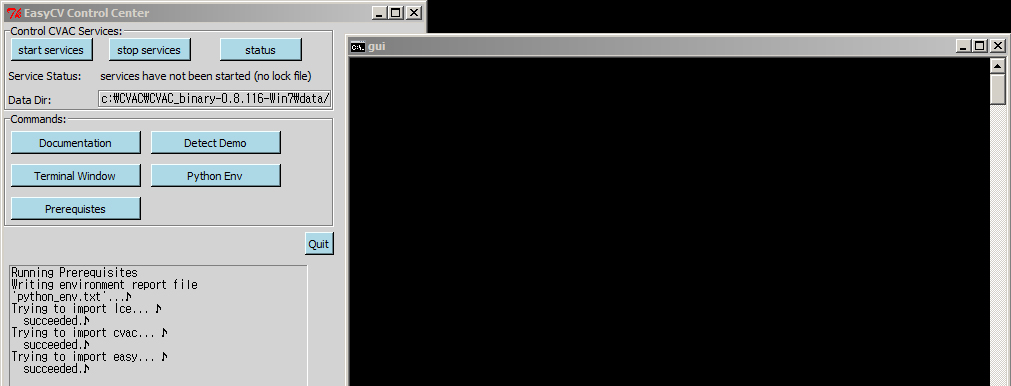 EasyCV Control Center
Control CVAC Services:
start services stop services status
Service Status: services have not been started (no lock file)
Data Dir: c:₩CVAC₩CVAC_binary-0.8.116-Win7₩data/
Commands:
Documentation Detect Demo
Terminal Window Python Env
Prerequistes
Quit
Running Prerequisites
Writing environment report file
'python_env.txt'...♪
Trying to import Ice... ♪
succeeded.♪
Trying to import cvac... ♪
succeeded.♪
Trying to import easy... ♪
succeeded.♪
C:\. gui